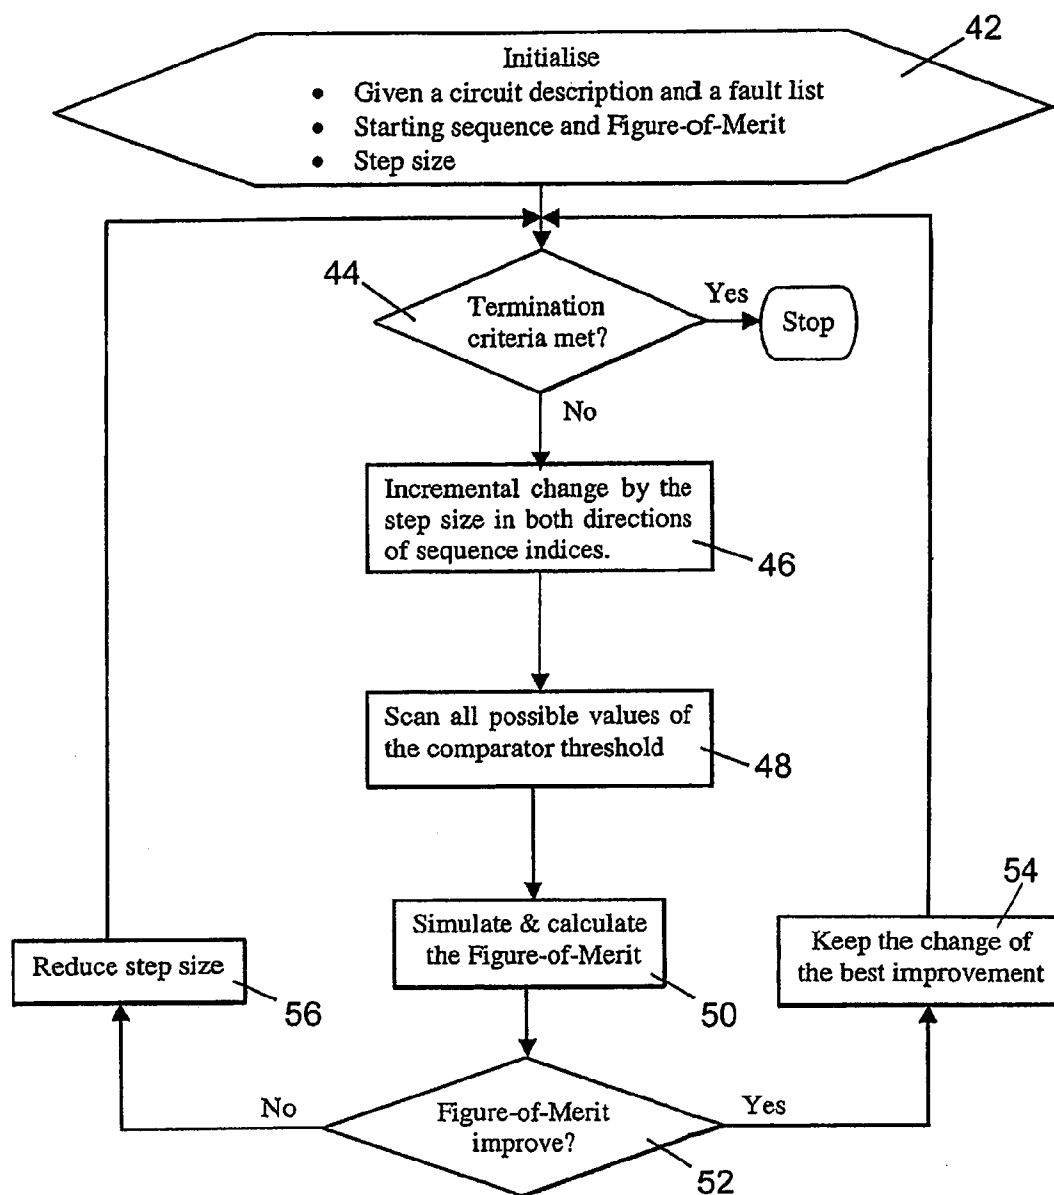 42
Initialise
• Given a circuit description and a fault list
• Starting sequence and Figure-of-Merit
• Step size
44
Termination
criteria met?
Yes
Stop
No
Incremental change by the
step size in both directions
of sequence indices.
46
Scan all possible values of
the comparator threshold
48
Simulate & calculate
the Figure-of-Merit
50
54
Keep the change of
the best improvement
Reduce step size
56
No
Figure-of-Merit
improve?
Yes
52